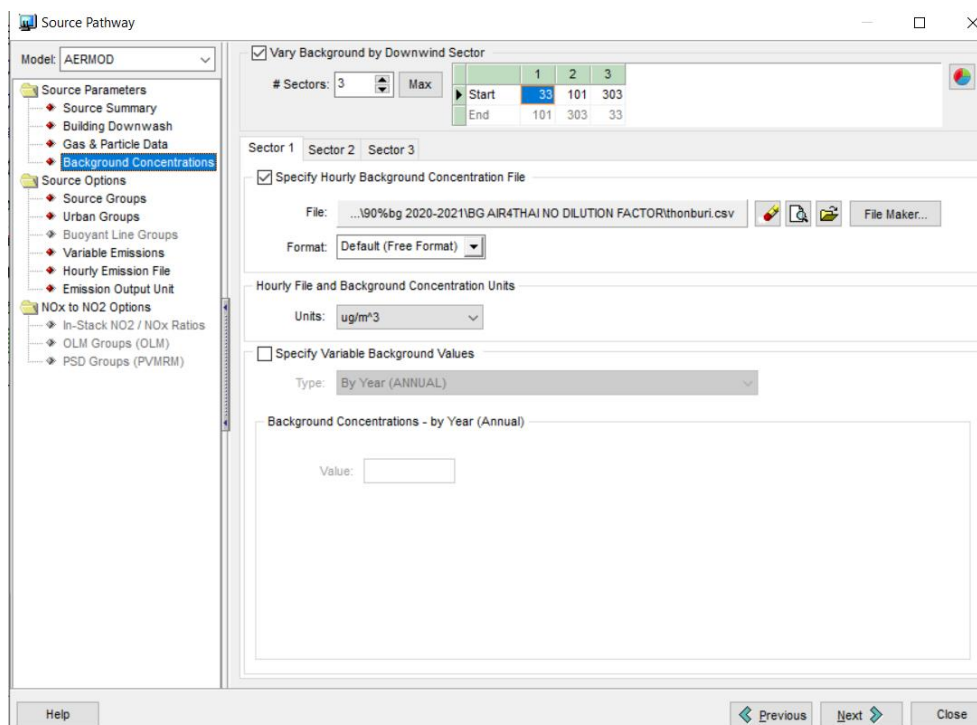 Source Pathway
Model: AERMOD
Source Parameters
Source Summary
Building Downwash
Gas & Particle Data
Background Concentrations
Source Options
Source Groups
Urban Groups
Buoyant Line Groups
Variable Emissions
Hourly Emission File
Emission Output Unit
NOx to NO2 Options
In-Stack NO2 / NOx Ratios
OLM Groups (OLM)
PSD Groups (PVMRM)
Vary Background by Downwind Sector
# Sectors: 3 Max
1 2 3
Start 33 101 303
End 101 303 33
Sector 1 Sector 2 Sector 3
Specify Hourly Background Concentration File
File: ...\90%bg 2020-2021\BG AIR4THAI NO DILUTION FACTOR\thonburi.csv File Maker...
Format: Default (Free Format)
Hourly File and Background Concentration Units
Units: ug/m^3
Specify Variable Background Values
Type: By Year (ANNUAL)
Background Concentrations - by Year (Annual)
Value:
Help Previous Next Close